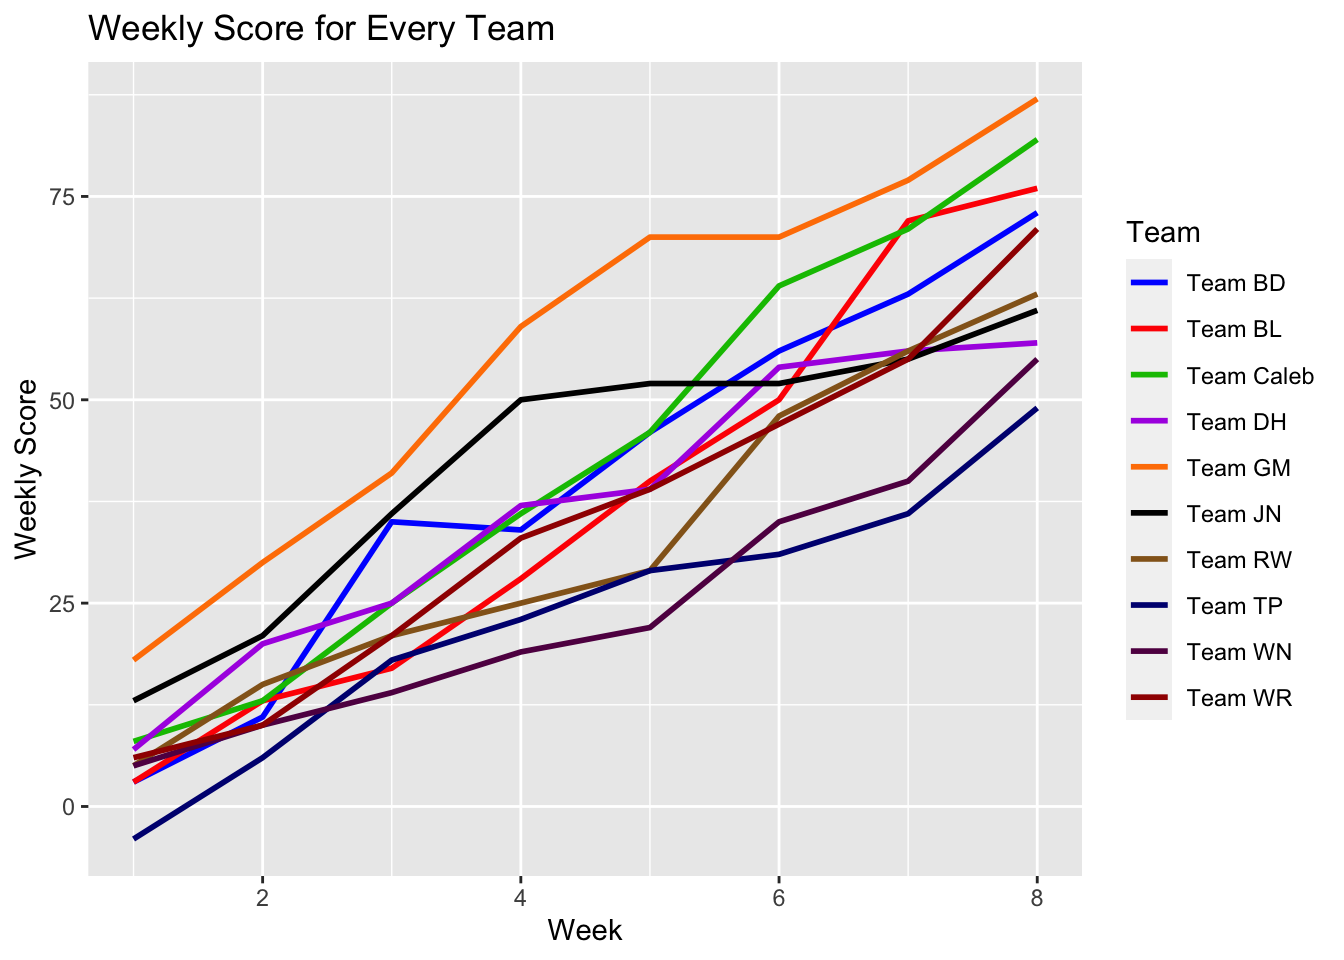 Weekly Score for Every Team
Weekly Score
75
50
25
0
2
4
6
8
Week
Team
Team BD
Team BL
Team Caleb
Team DH
Team GM
Team JN
Team RW
Team TP
Team WN
Team WR